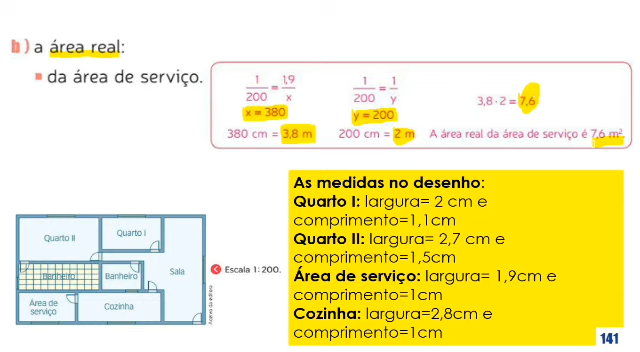 b) a área real:
da área de serviço.
1/200 = 1,9/x
x = 380
380 cm = 3,8 m
1/200 = 1/y
y = 200
200 cm = 2 m
3,8 · 2 = 7,6
A área real da área de serviço é 7,6 m².
Quarto II
Quarto I
Banheiro
Banheiro
Sala
Área de
serviço
Cozinha
Escala 1:200.
As medidas no desenho:
Quarto I: largura= 2 cm e
comprimento=1,1cm
Quarto II: largura= 2,7 cm e
comprimento=1,5cm
Área de serviço: largura= 1,9cm e
comprimento=1cm
Cozinha: largura=2,8cm e
comprimento=1cm
141